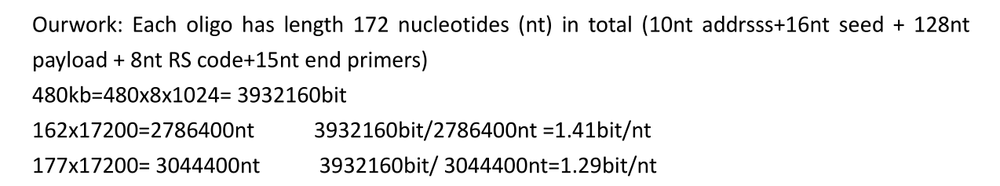 Ourwork: Each oligo has length 172 nucleotides (nt) in total (10nt addrsss+16nt seed + 128nt
payload + 8nt RS code+15nt end primers)
480kb=480x8x1024= 3932160bit
162x17200=2786400nt 3932160bit/2786400nt =1.41bit/nt
177x17200= 3044400nt 3932160bit/ 3044400nt=1.29bit/nt